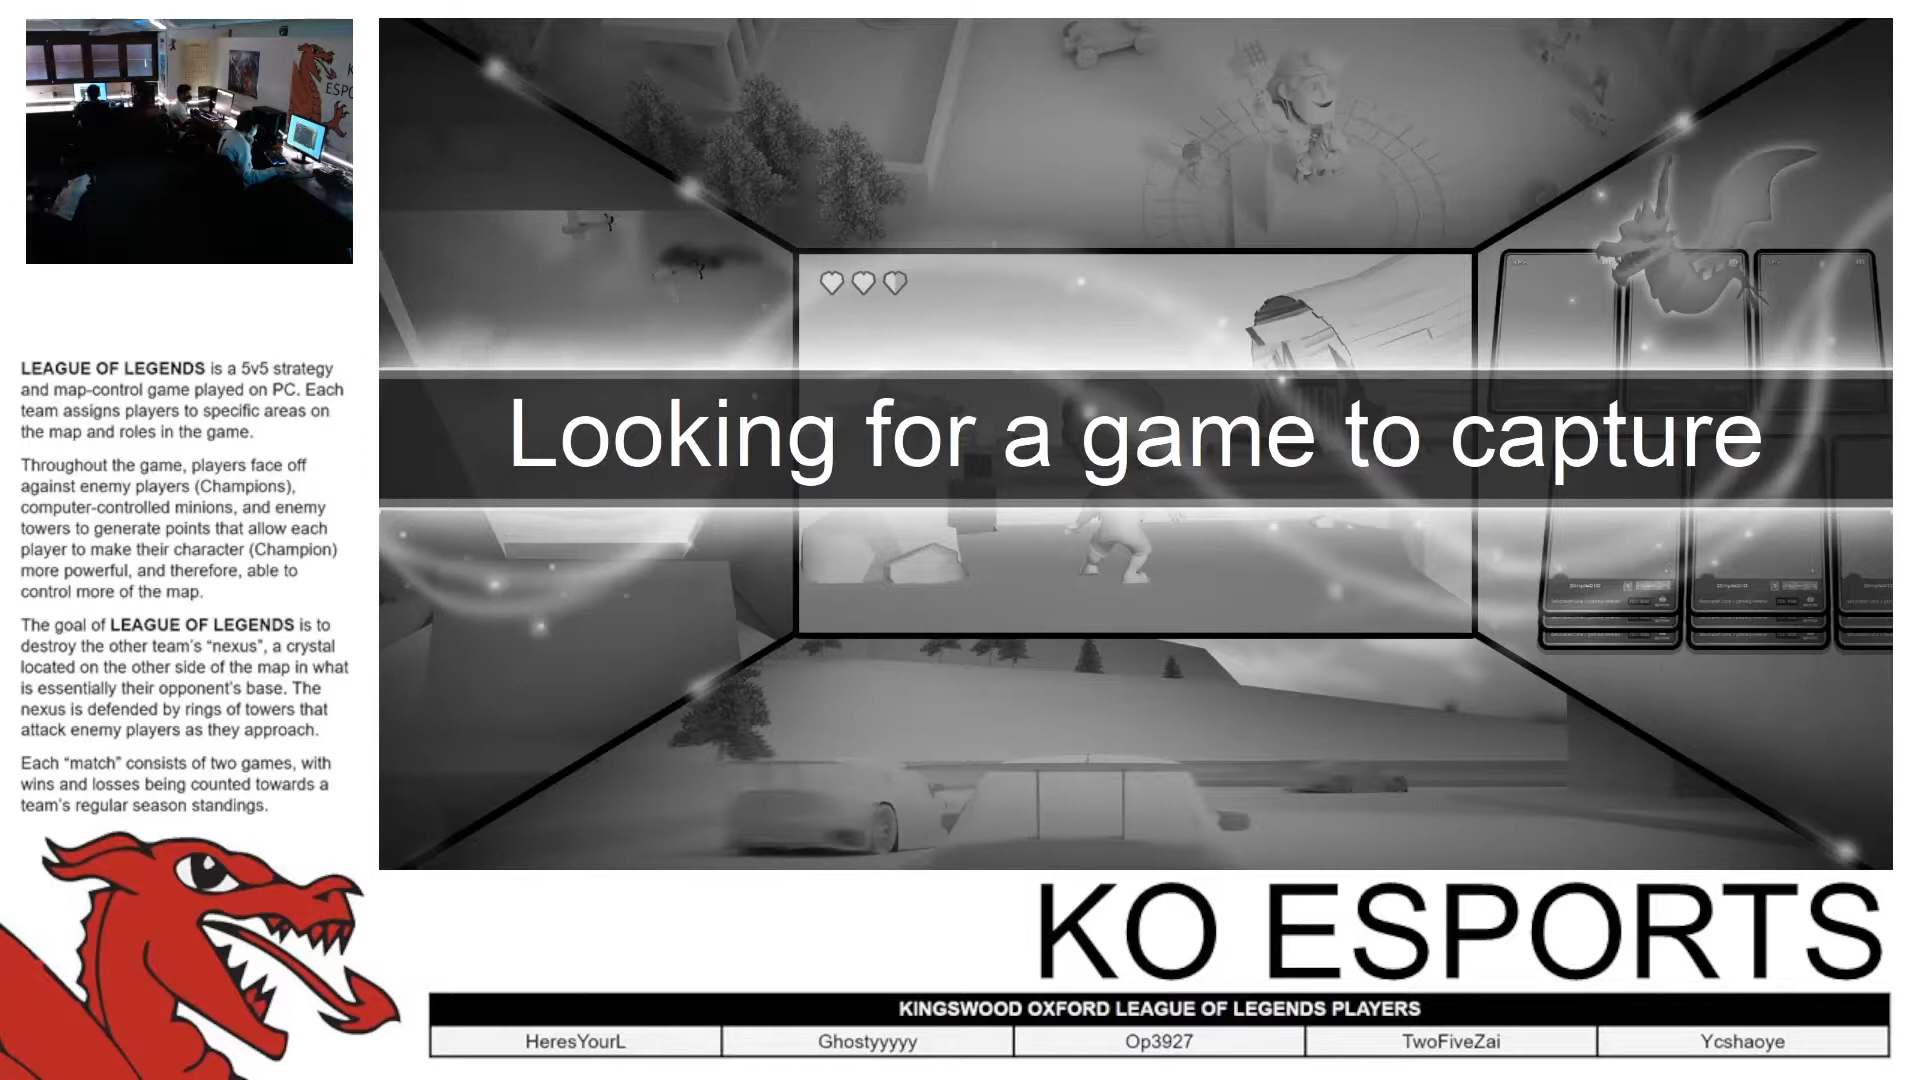 LEAGUE OF LEGENDS is a 5v5 strategy
and map-control game played on PC. Each
team assigns players to specific areas on
the map and roles in the game.
Throughout the game, players face off
against enemy players (Champions),
computer-controlled minions, and enemy
towers to generate points that allow each
player to make their character (Champion)
more powerful, and therefore, able to
control more of the map.
The goal of LEAGUE OF LEGENDS is to
destroy the other team's “nexus”, a crystal
located on the other side of the map in what
is essentially their opponent's base. The
nexus is defended by rings of towers that
attack enemy players as they approach.
Each “match” consists of two games, with
wins and losses being counted towards a
team's regular season standings.
Looking for a game to capture
KO ESPORTS
KINGSWOOD OXFORD LEAGUE OF LEGENDS PLAYERS
HeresYourL
Ghostyyyyy
Op3927
TwoFiveZai
Ycshaoye